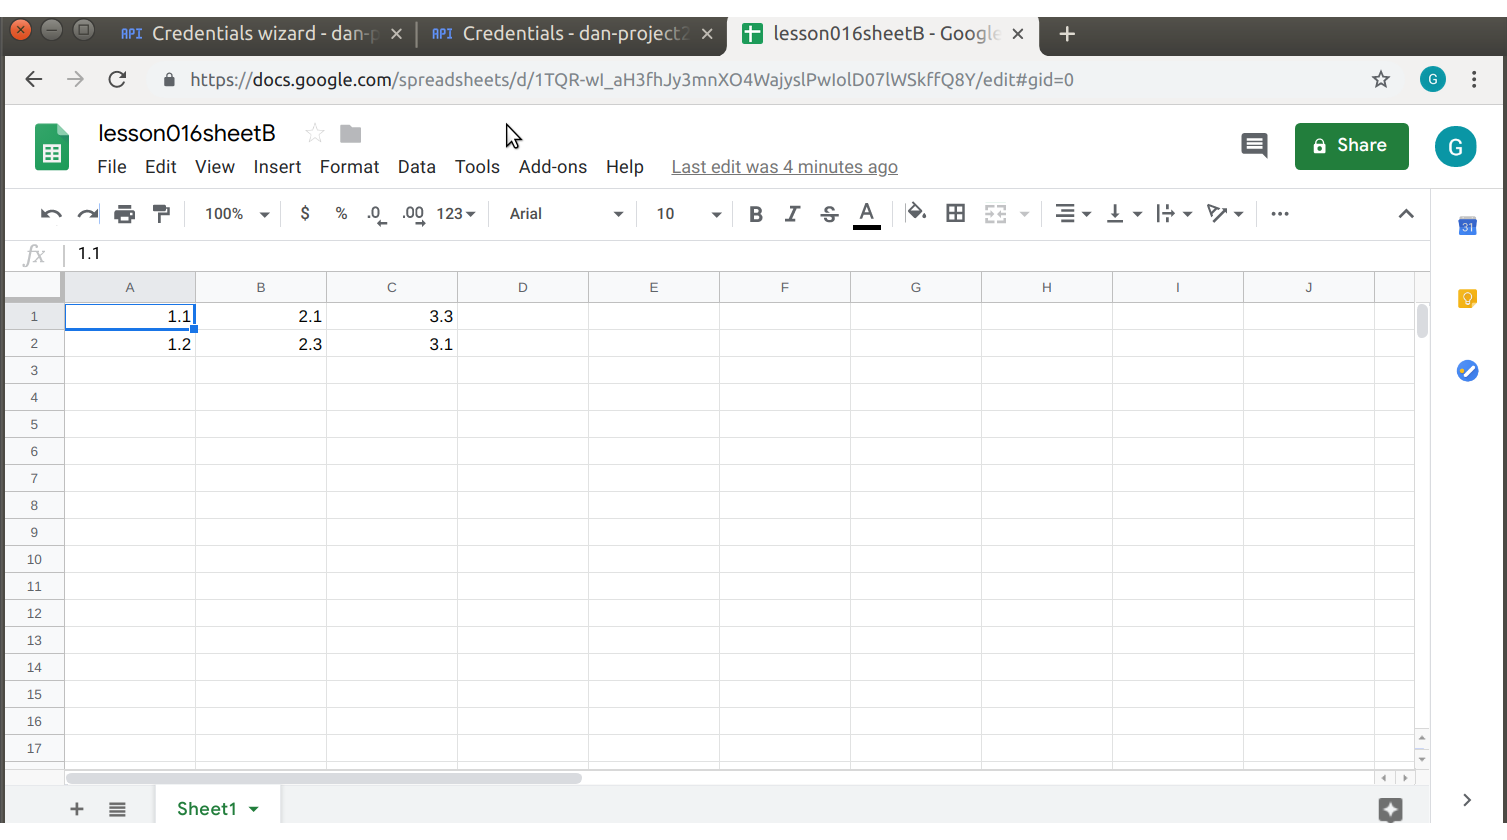 API Credentials wizard - dan-p API Credentials - dan-project2 lesson016sheetB - Google
https://docs.google.com/spreadsheets/d/1TQR-wI_aH3fhJy3mnXO4WajyslPwIolD07lWSkffQ8Y/edit#gid=0 G
lesson016sheetB
File Edit View Insert Format Data Tools Add-ons Help Last edit was 4 minutes ago
Share G
100% $ % .0 .00 123 Arial 10 B I S A
31
fx 1.1
A B C D E F G H I J
1 1.1 2.1 3.3
2 1.2 2.3 3.1
3
4
5
6
7
8
9
10
11
12
13
14
15
16
17
Sheet1